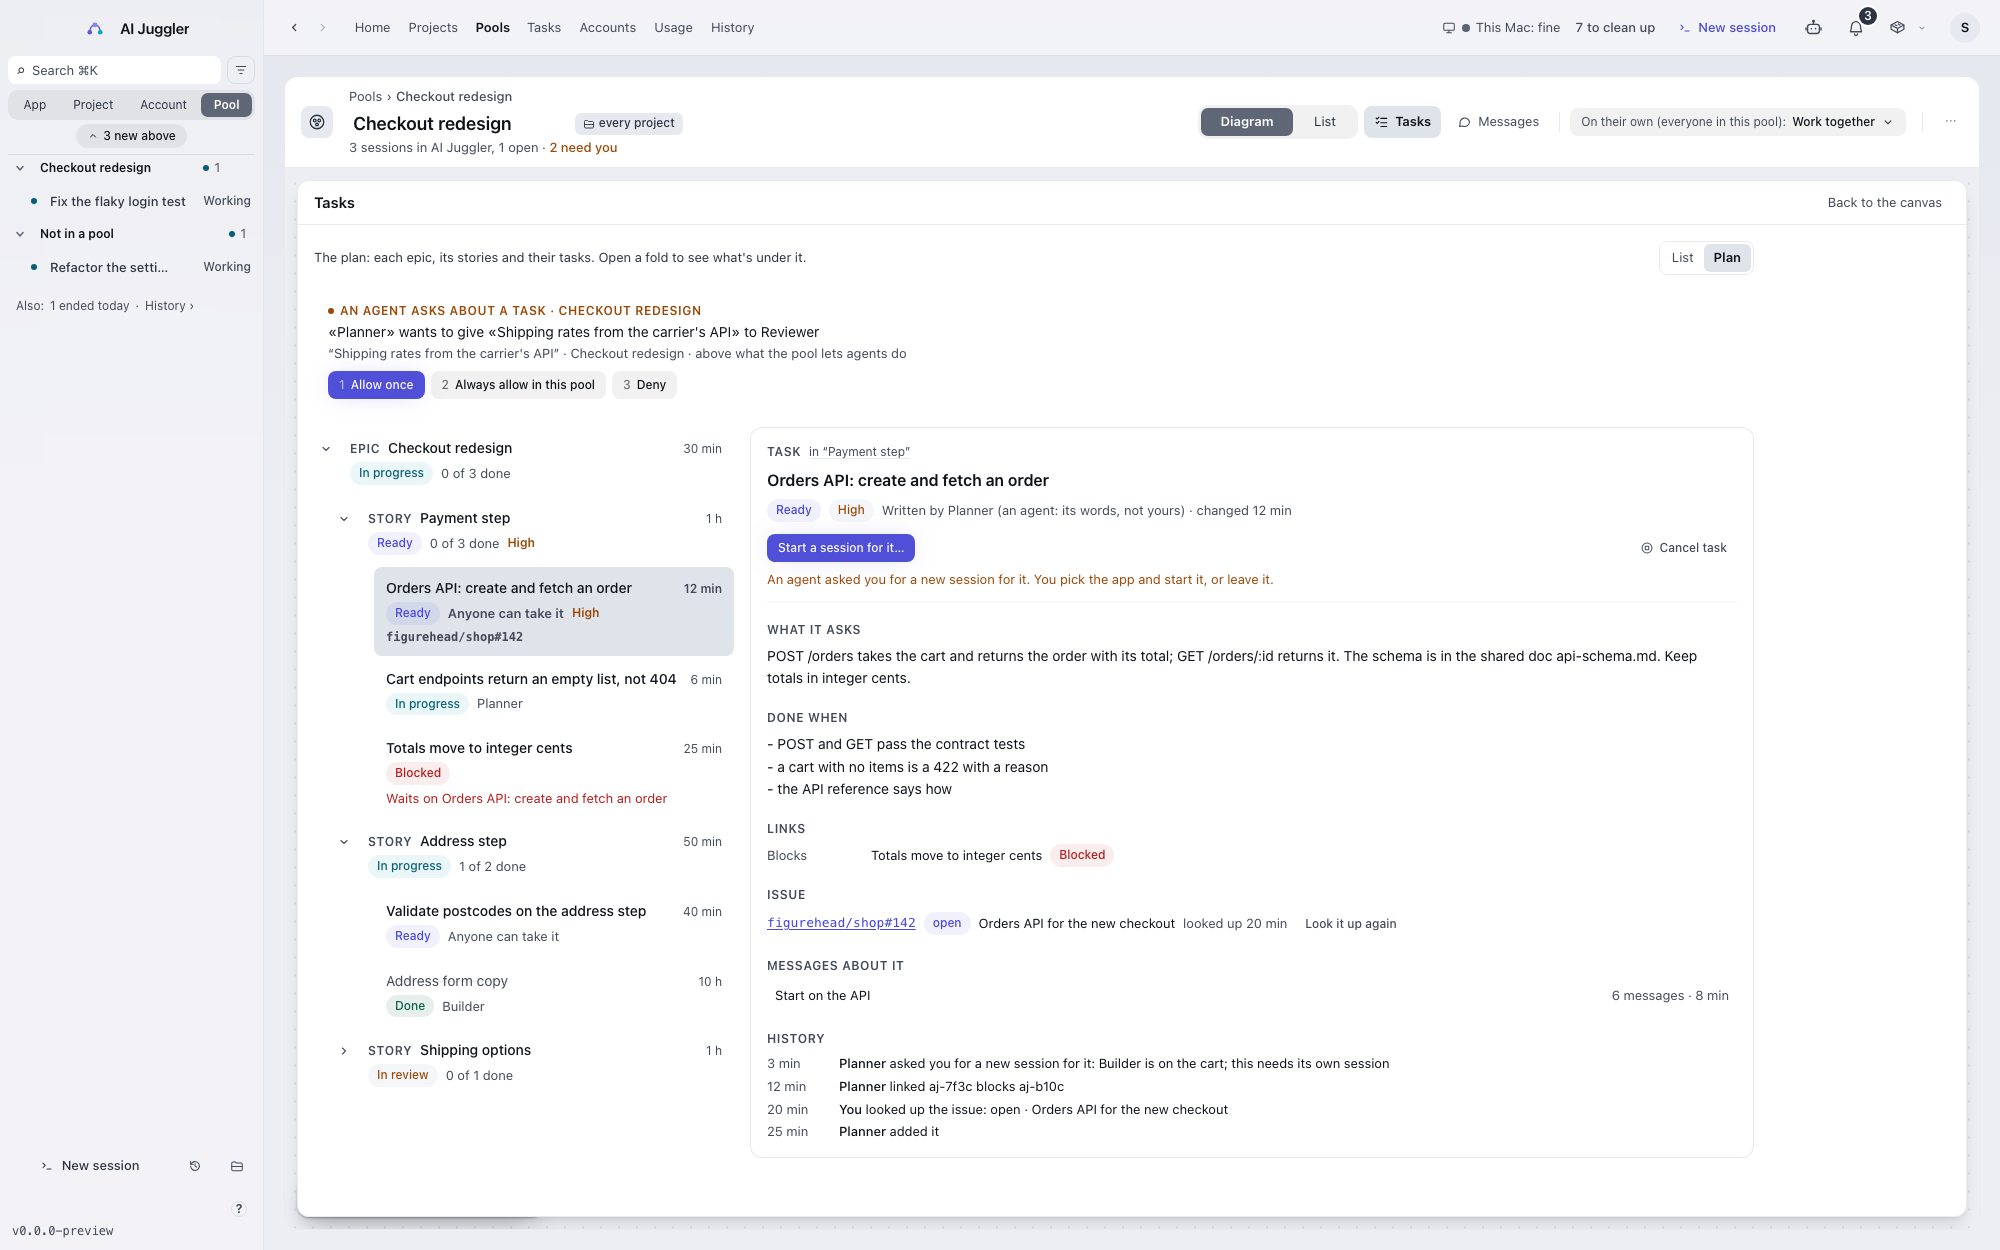 AI Juggler
Search ⌘K
App Project Account Pool
3 new above
Checkout redesign 1
Fix the flaky login test Working
Not in a pool 1
Refactor the setti... Working
Also: 1 ended today · History ›
New session
?
v0.0.0-preview
Home Projects Pools Tasks Accounts Usage History
This Mac: fine 7 to clean up New session 3 S
Pools › Checkout redesign
Checkout redesign every project
3 sessions in AI Juggler, 1 open · 2 need you
Diagram List Tasks Messages On their own (everyone in this pool): Work together ...
Tasks Back to the canvas
The plan: each epic, its stories and their tasks. Open a fold to see what's under it. List Plan
AN AGENT ASKS ABOUT A TASK · CHECKOUT REDESIGN
«Planner» wants to give «Shipping rates from the carrier's API» to Reviewer
“Shipping rates from the carrier's API” · Checkout redesign · above what the pool lets agents do
1 Allow once 2 Always allow in this pool 3 Deny
EPIC Checkout redesign 30 min
In progress 0 of 3 done
STORY Payment step 1 h
Ready 0 of 3 done High
Orders API: create and fetch an order 12 min
Ready Anyone can take it High
figurehead/shop#142
Cart endpoints return an empty list, not 404 6 min
In progress Planner
Totals move to integer cents 25 min
Blocked
Waits on Orders API: create and fetch an order
STORY Address step 50 min
In progress 1 of 2 done
Validate postcodes on the address step 40 min
Ready Anyone can take it
Address form copy 10 h
Done Builder
STORY Shipping options 1 h
In review 0 of 1 done
TASK in “Payment step”
Orders API: create and fetch an order
Ready High Written by Planner (an agent: its words, not yours) · changed 12 min
Start a session for it... Cancel task
An agent asked you for a new session for it. You pick the app and start it, or leave it.
WHAT IT ASKS
POST /orders takes the cart and returns the order with its total; GET /orders/:id returns it. The schema is in the shared doc api-schema.md. Keep
totals in integer cents.
DONE WHEN
- POST and GET pass the contract tests
- a cart with no items is a 422 with a reason
- the API reference says how
LINKS
Blocks Totals move to integer cents Blocked
ISSUE
figurehead/shop#142 open Orders API for the new checkout looked up 20 min Look it up again
MESSAGES ABOUT IT
Start on the API 6 messages · 8 min
HISTORY
3 min Planner asked you for a new session for it: Builder is on the cart; this needs its own session
12 min Planner linked aj-7f3c blocks aj-b10c
20 min You looked up the issue: open · Orders API for the new checkout
25 min Planner added it